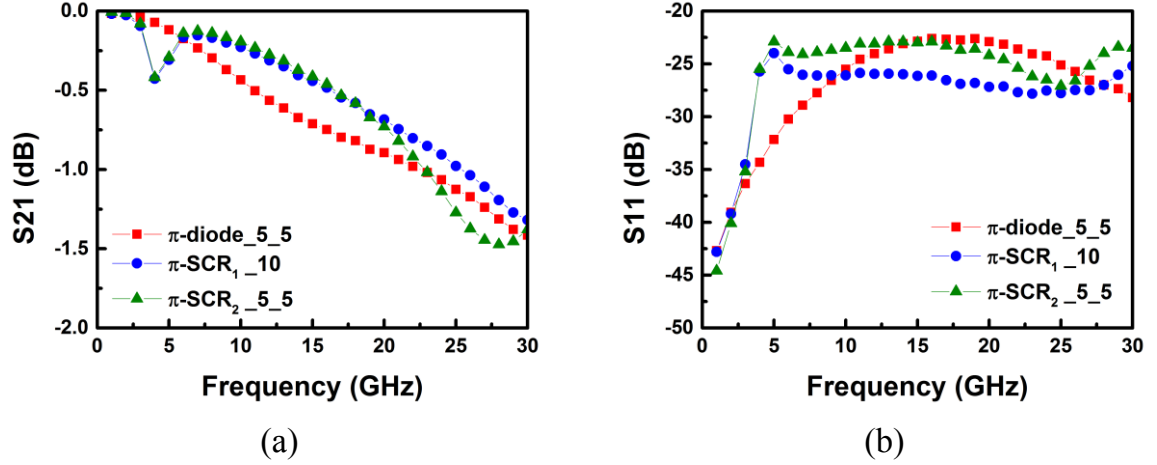 0.0
-0.5
-1.0
-1.5
-2.0
S21 (dB)
π-diode_5_5
π-SCR₁_10
π-SCR₂_5_5
0 5 10 15 20 25 30
Frequency (GHz)
(a)
-20
-25
-30
-35
-40
-45
-50
S11 (dB)
π-diode_5_5
π-SCR₁_10
π-SCR₂_5_5
0 5 10 15 20 25 30
Frequency (GHz)
(b)